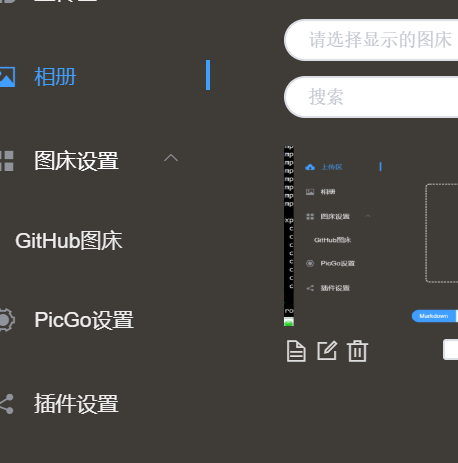 相册
图床设置
GitHub图床
PicGo设置
插件设置
请选择显示的图床
搜索
上传区
相册
图床设置
GitHub图床
PicGo设置
插件设置
Markdown